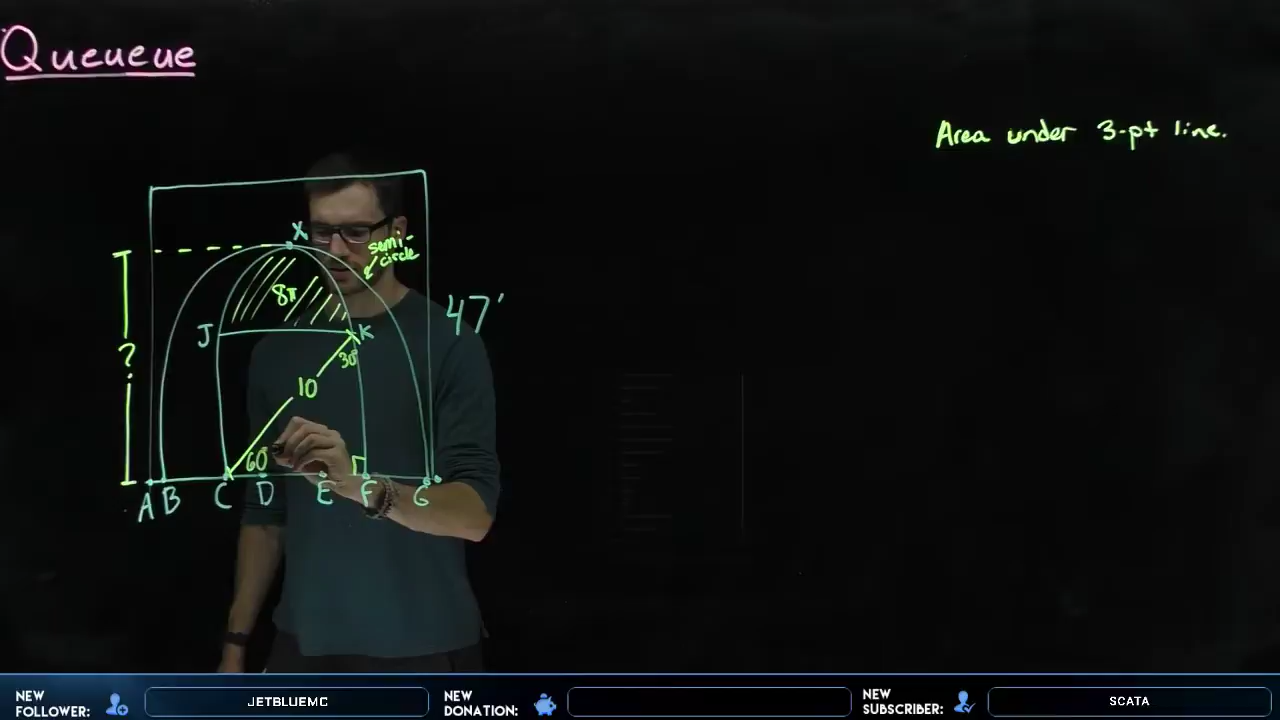 Queueue
Area under 3-pt line.
X
semi-
circle
8π
47'
J
K
30°
?
10
60
A B C D E F G
NEW
FOLLOWER:
JETBLUEMC
NEW
DONATION:
NEW
SUBSCRIBER:
SCATA